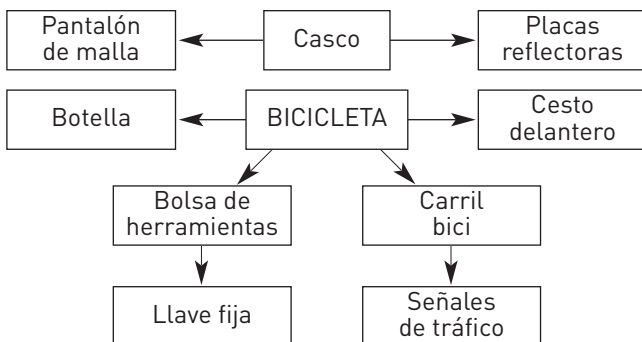 Pantalón
de malla
Casco
Placas
reflectoras
Botella
BICICLETA
Cesto
delantero
Bolsa de
herramientas
Carril
bici
Llave fija
Señales
de tráfico